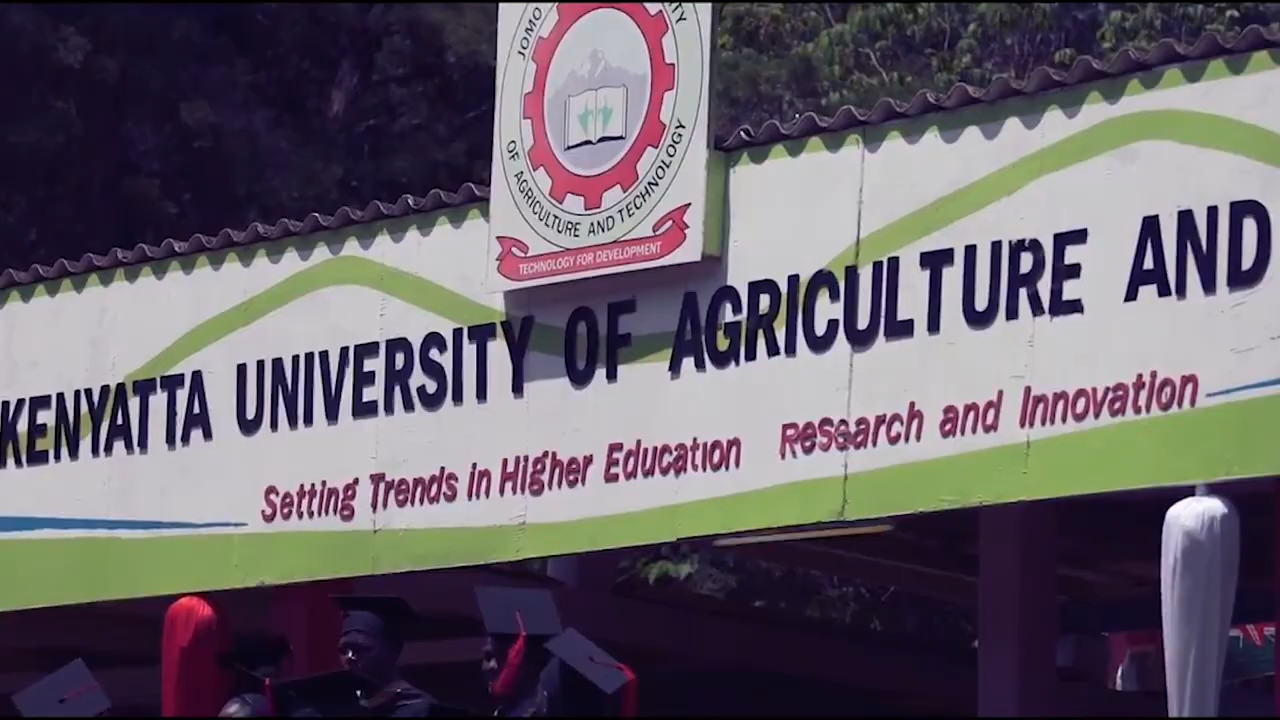 JOMO
OF AGRICULTURE AND TECHNOLOGY
TECHNOLOGY FOR DEVELOPMENT
KENYATTA UNIVERSITY OF AGRICULTURE AND
Setting Trends in Higher Education Research and Innovation